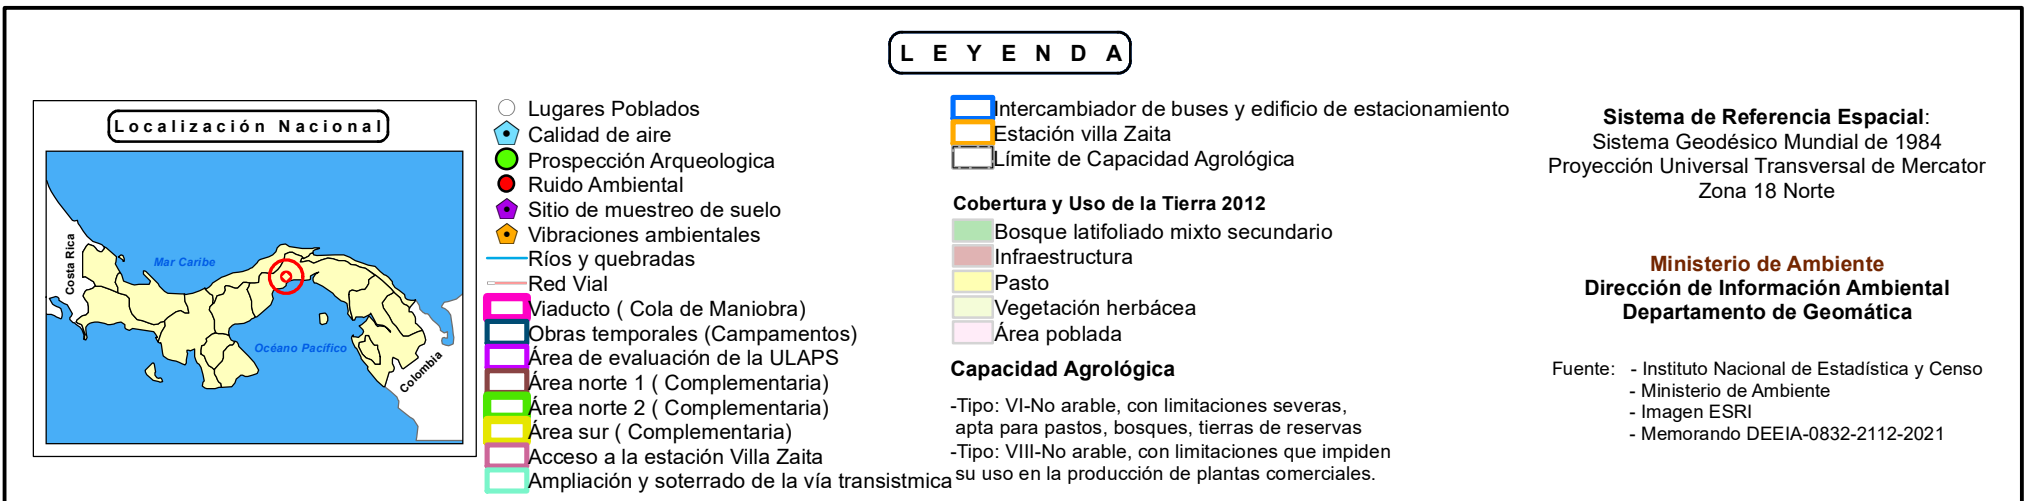 L E Y E N D A
Localización Nacional
Costa Rica
Mar Caribe
Océano Pacífico
Colombia
Lugares Poblados
Calidad de aire
Prospección Arqueologica
Ruido Ambiental
Sitio de muestreo de suelo
Vibraciones ambientales
Ríos y quebradas
Red Vial
Viaducto ( Cola de Maniobra)
Obras temporales (Campamentos)
Área de evaluación de la ULAPS
Área norte 1 ( Complementaria)
Área norte 2 ( Complementaria)
Área sur ( Complementaria)
Acceso a la estación Villa Zaita
Ampliación y soterrado de la vía transistmica
Intercambiador de buses y edificio de estacionamiento
Estación villa Zaita
Límite de Capacidad Agrológica
Cobertura y Uso de la Tierra 2012
Bosque latifoliado mixto secundario
Infraestructura
Pasto
Vegetación herbácea
Área poblada
Capacidad Agrológica
-Tipo: VI-No arable, con limitaciones severas,
apta para pastos, bosques, tierras de reservas
-Tipo: VIII-No arable, con limitaciones que impiden
su uso en la producción de plantas comerciales.
Sistema de Referencia Espacial:
Sistema Geodésico Mundial de 1984
Proyección Universal Transversal de Mercator
Zona 18 Norte
Ministerio de Ambiente
Dirección de Información Ambiental
Departamento de Geomática
Fuente: - Instituto Nacional de Estadística y Censo
- Ministerio de Ambiente
- Imagen ESRI
- Memorando DEEIA-0832-2112-2021